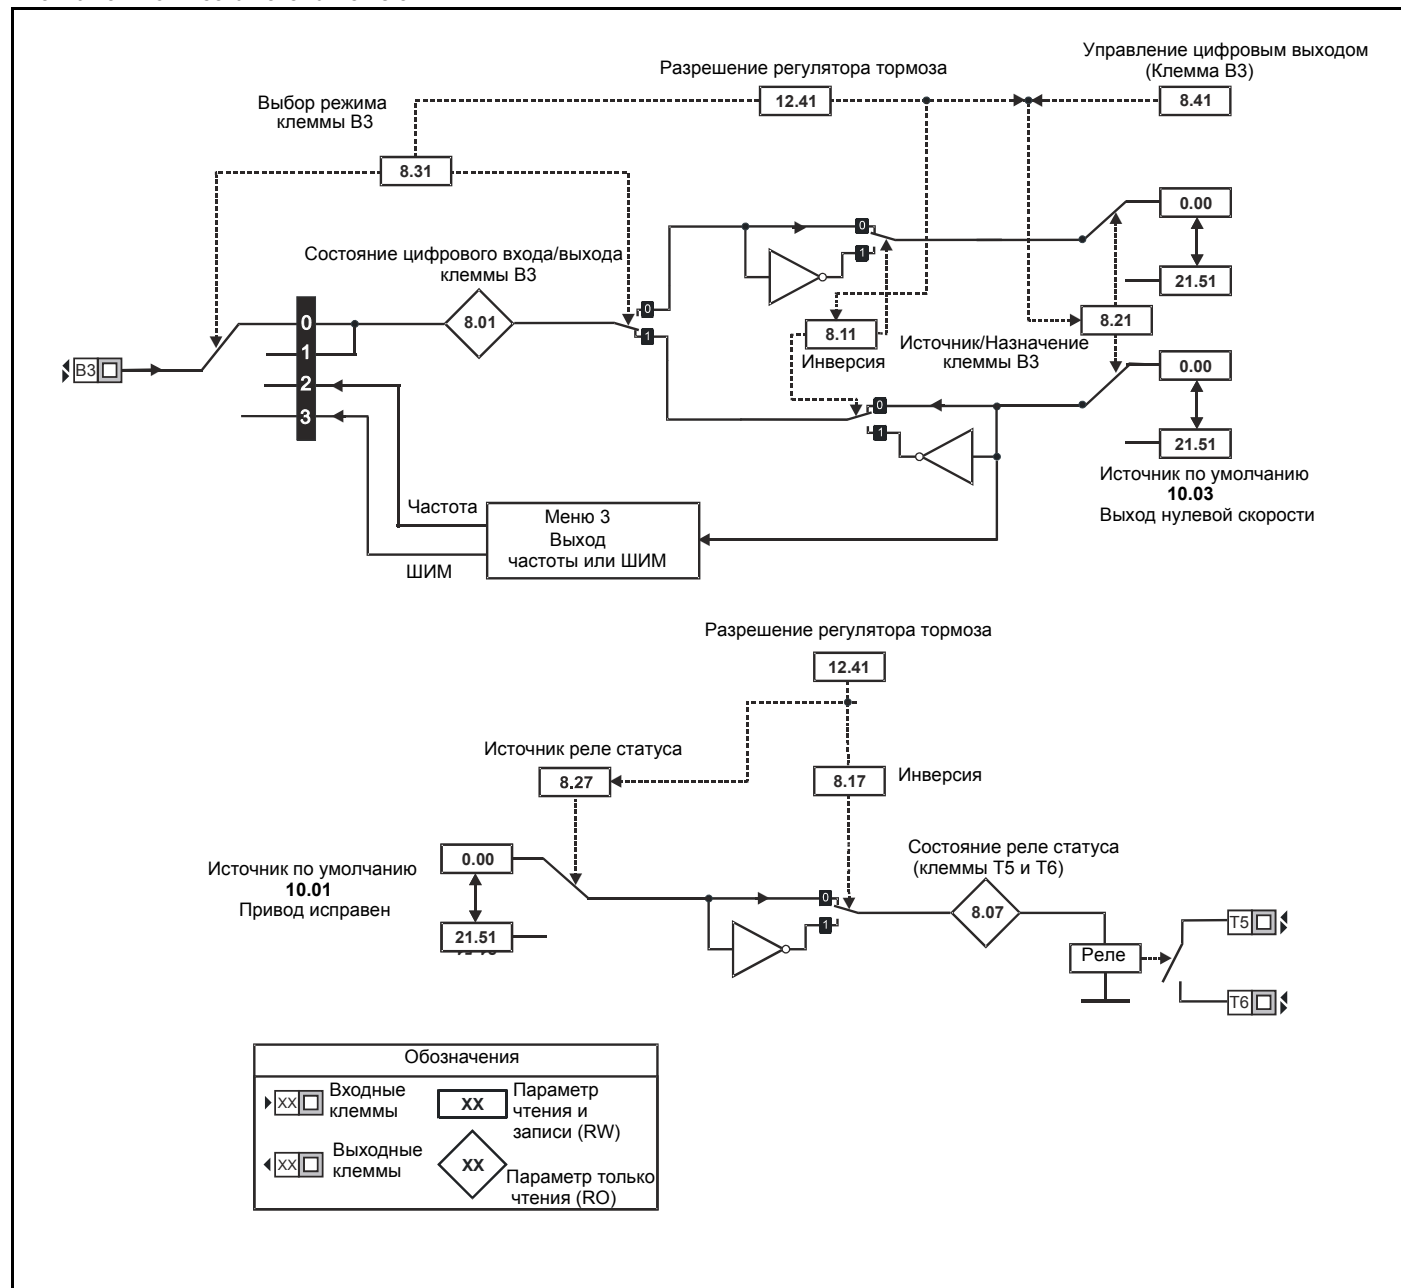 Управление цифровым выходом
(Клемма B3)
Разрешение регулятора тормоза
Выбор режима
клеммы B3
12.41
8.41
8.31
0.00
Состояние цифрового входа/выхода
клеммы B3
0
1
21.51
8.01
0
1
0
1
2
3
8.11
Инверсия
8.21
Источник/Назначение
клеммы B3
B3
0.00
0
1
21.51
Источник по умолчанию
10.03
Выход нулевой скорости
Частота
ШИМ
Меню 3
Выход
частоты или ШИМ
Разрешение регулятора тормоза
12.41
Источник реле статуса
8.27
8.17
Инверсия
Источник по умолчанию
10.01
Привод исправен
0.00
21.51
0
1
Состояние реле статуса
(клеммы T5 и T6)
8.07
Реле
T5
T6
Обозначения
XX
Входные
клеммы
XX
Параметр
чтения и
записи (RW)
XX
Выходные
клеммы
XX
Параметр только
чтения (RO)